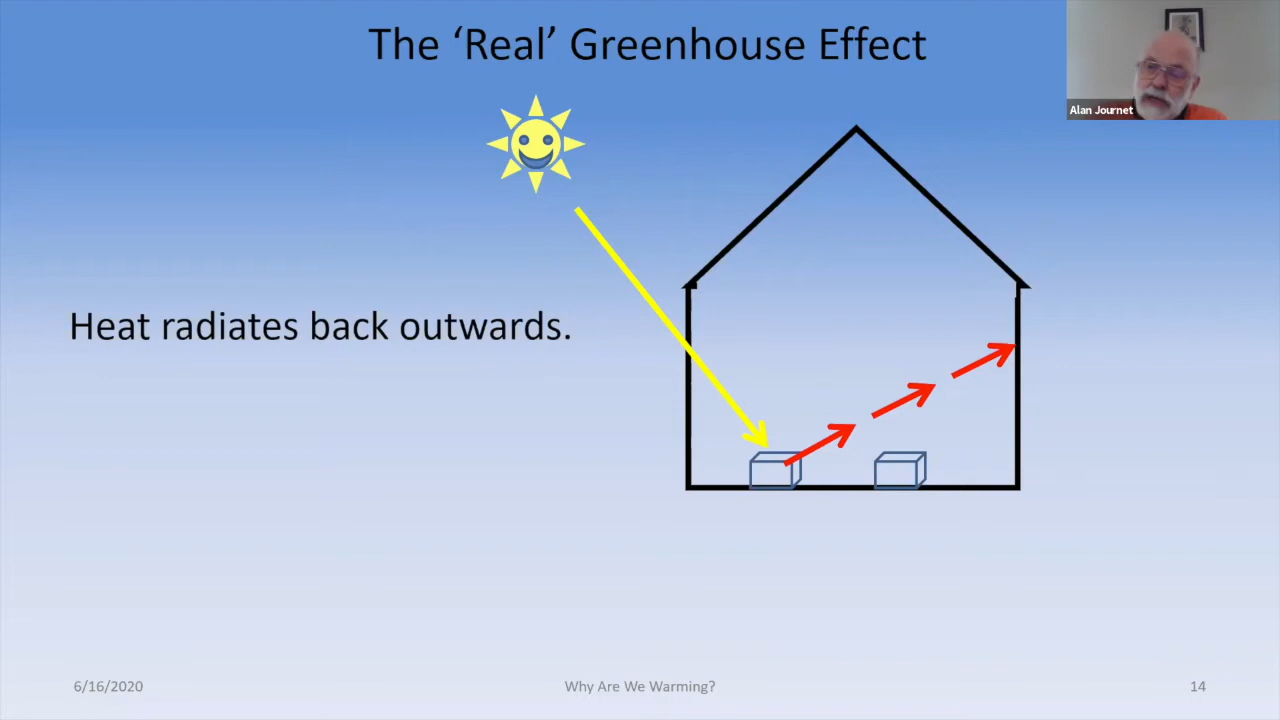 The ‘Real’ Greenhouse Effect
Alan Journet
Heat radiates back outwards.
6/16/2020
Why Are We Warming?
14